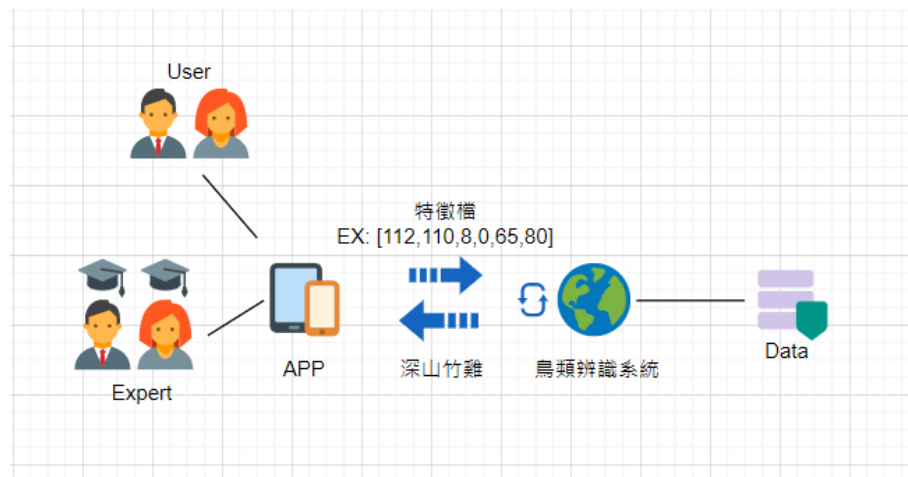 User
特徵檔
EX: [112,110,8,0,65,80]
APP
深山竹雞
鳥類辨識系統
Data
Expert